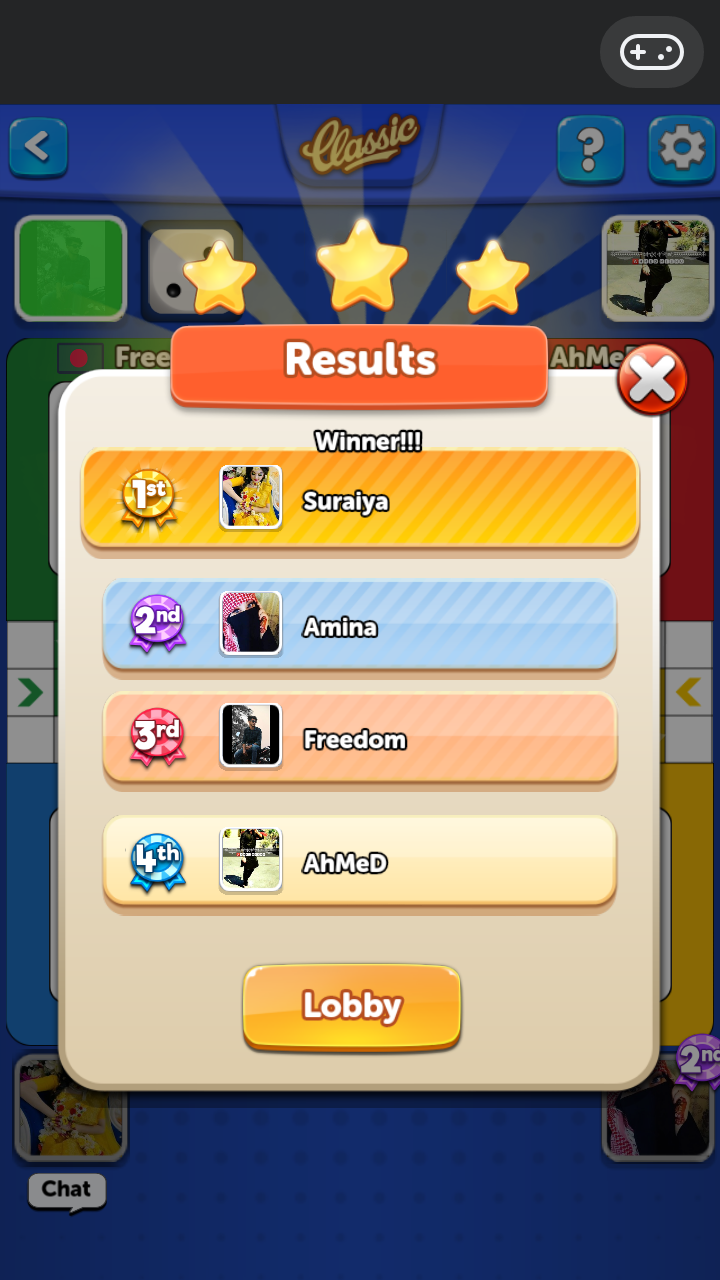 Classic
?
Free
AhMe
Results
Winner!!!
1st
Suraiya
2nd
Amina
3rd
Freedom
4th
AhMeD
Lobby
2nd
Chat